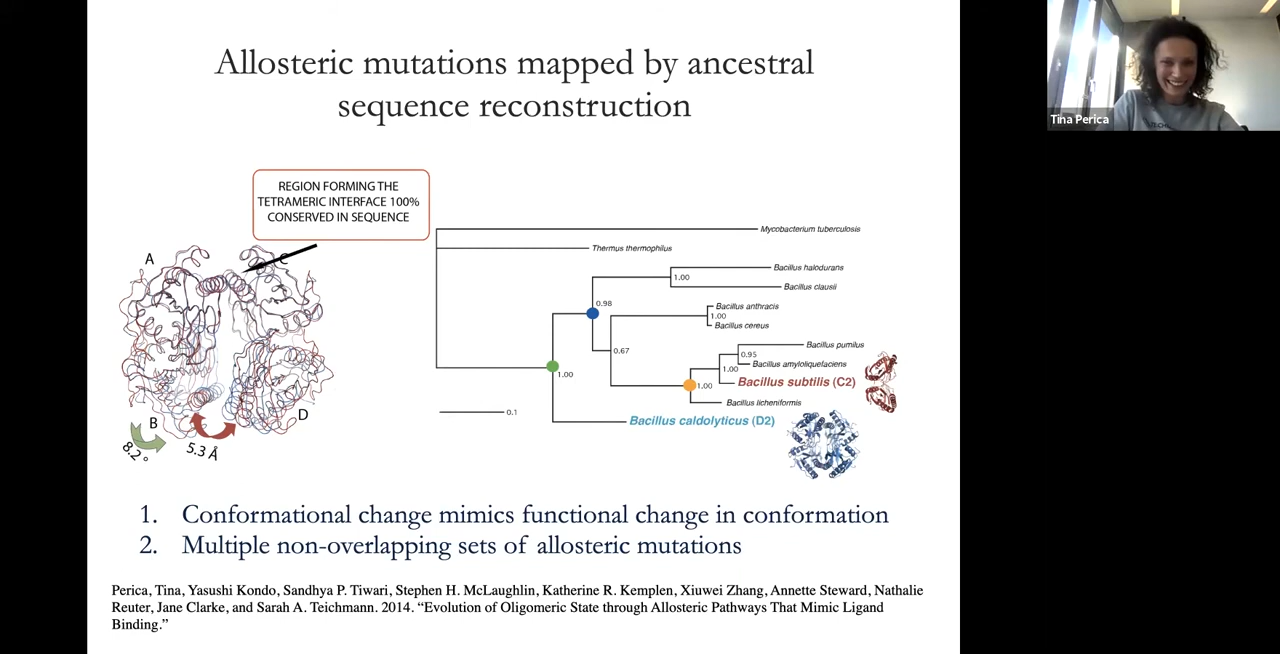 Allosteric mutations mapped by ancestral
sequence reconstruction
Tina Perica
REGION FORMING THE
TETRAMERIC INTERFACE 100%
CONSERVED IN SEQUENCE
A
C
B
D
8.2°
5.3 Å
Mycobacterium tuberculosis
Thermus thermophilus
Bacillus halodurans
1.00
Bacillus clausii
0.98
Bacillus anthracis
1.00
Bacillus cereus
0.67
Bacillus pumilus
0.95
Bacillus amyloliquefaciens
1.00
Bacillus subtilis (C2)
1.00
Bacillus licheniformis
1.00
0.1
Bacillus caldolyticus (D2)
1. Conformational change mimics functional change in conformation
2. Multiple non-overlapping sets of allosteric mutations
Perica, Tina, Yasushi Kondo, Sandhya P. Tiwari, Stephen H. McLaughlin, Katherine R. Kemplen, Xiuwei Zhang, Annette Steward, Nathalie
Reuter, Jane Clarke, and Sarah A. Teichmann. 2014. “Evolution of Oligomeric State through Allosteric Pathways That Mimic Ligand
Binding.”